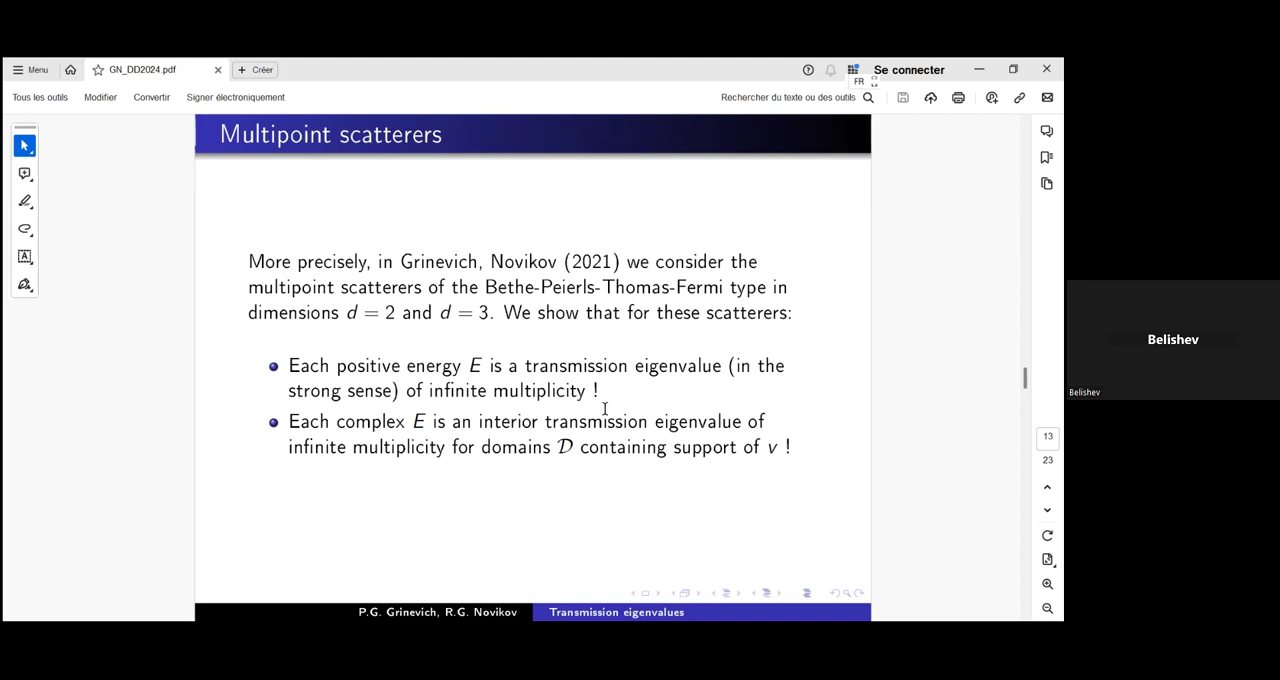 Menu
GN_DD2024.pdf
Créer
Se connecter
FR
Tous les outils
Modifier
Convertir
Signer électroniquement
Rechercher du texte ou des outils
Multipoint scatterers
More precisely, in Grinevich, Novikov (2021) we consider the
multipoint scatterers of the Bethe-Peierls-Thomas-Fermi type in
dimensions d = 2 and d = 3. We show that for these scatterers:
Each positive energy E is a transmission eigenvalue (in the
strong sense) of infinite multiplicity !
Each complex E is an interior transmission eigenvalue of
infinite multiplicity for domains 𝒟 containing support of v !
P.G. Grinevich, R.G. Novikov
Transmission eigenvalues
13
23
Belishev
Belishev